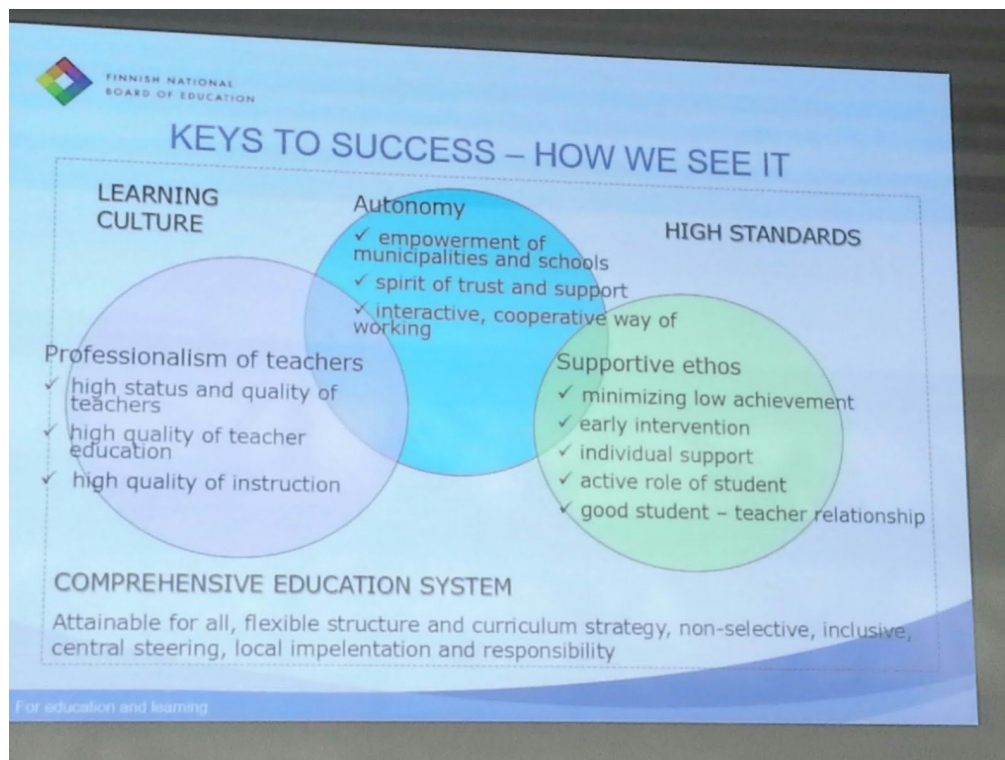 FINNISH NATIONAL
BOARD OF EDUCATION
KEYS TO SUCCESS – HOW WE SEE IT
LEARNING
CULTURE
Autonomy
✓ empowerment of
municipalities and schools
✓ spirit of trust and support
✓ interactive, cooperative way of
working
HIGH STANDARDS
Professionalism of teachers
✓ high status and quality of
teachers
✓ high quality of teacher
education
✓ high quality of instruction
Supportive ethos
✓ minimizing low achievement
✓ early intervention
✓ individual support
✓ active role of student
✓ good student – teacher relationship
COMPREHENSIVE EDUCATION SYSTEM
Attainable for all, flexible structure and curriculum strategy, non-selective, inclusive,
central steering, local impelentation and responsibility
For education and learning